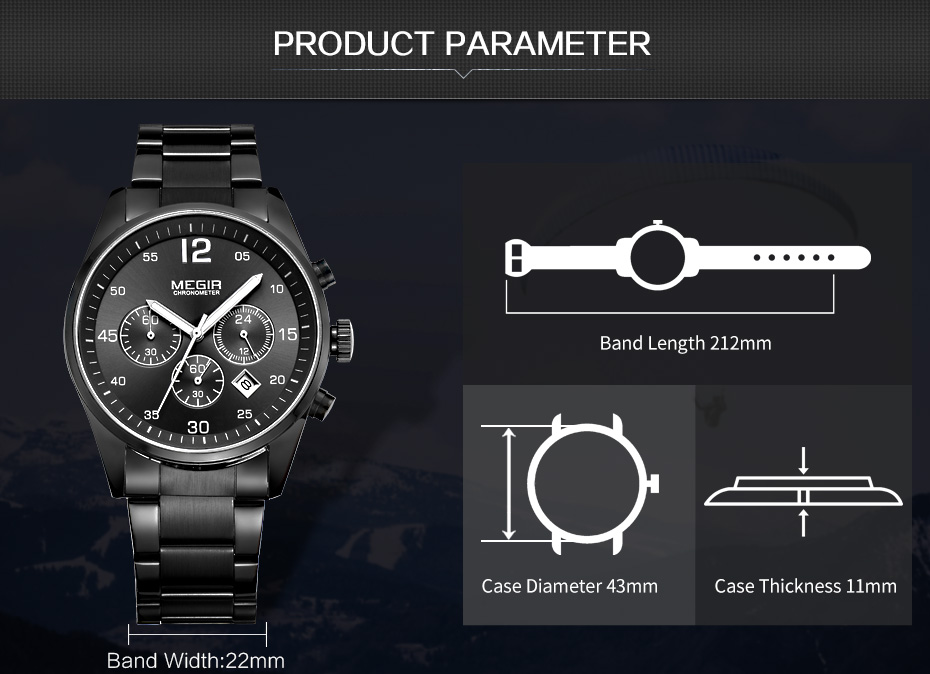 PRODUCT PARAMETER
12
55 05
MEGIR
CHRONOMETER
50 10
60 24
45 15
30 12
60
40 20
30 8
35 25
30
Band Length 212mm
Case Diameter 43mm
Case Thickness 11mm
Band Width:22mm